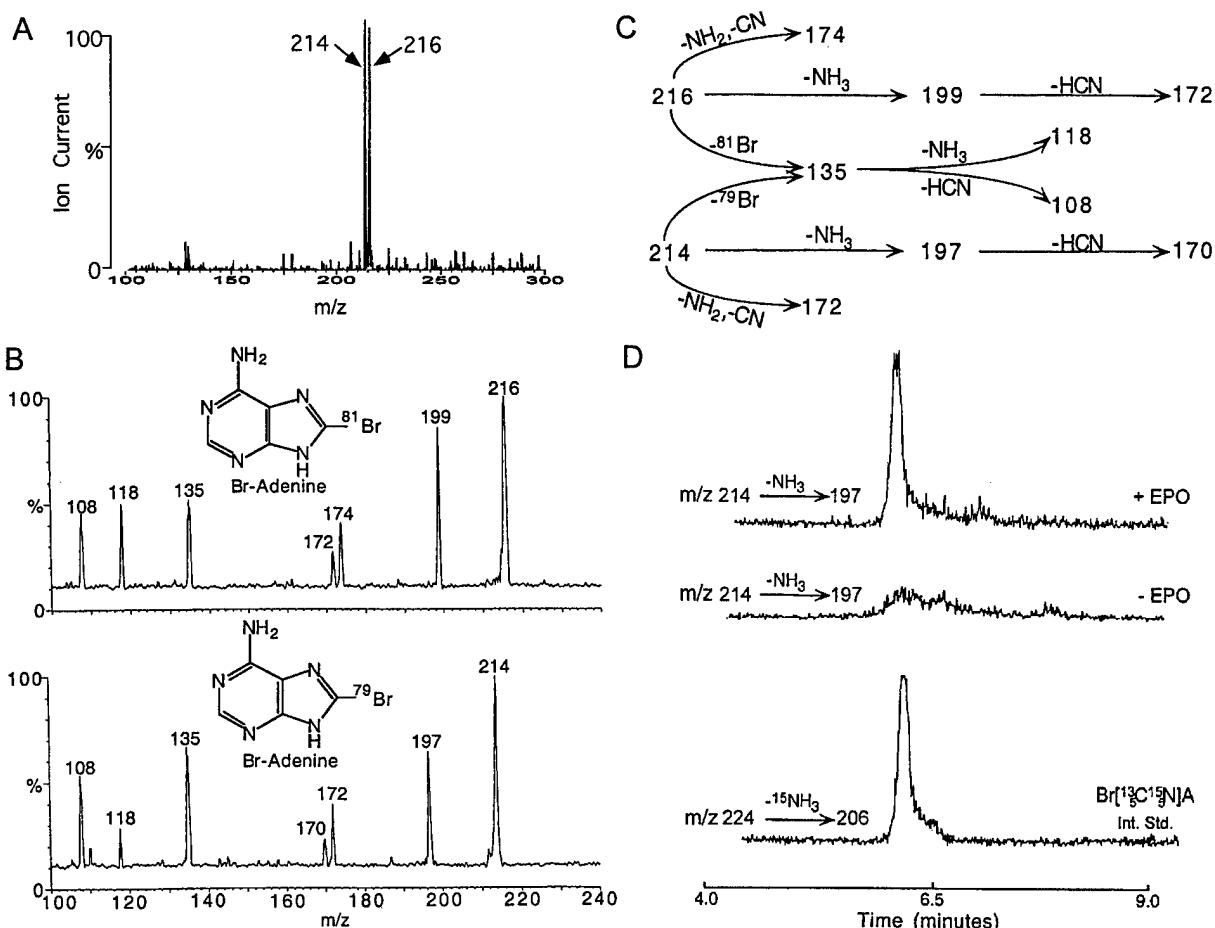 A
100
214
216
Ion Current
%
0
100
150
200
250
300
m/z
B
NH2
N
N
N
N
H
81Br
Br-Adenine
100
%
0
108
118
135
172
174
199
216
NH2
N
N
N
N
H
79Br
Br-Adenine
100
%
0
108
118
135
170
172
197
214
100
120
140
160
180
200
220
240
m/z
C
-NH2,-CN
174
216
-NH3
199
-HCN
172
-81Br
135
-NH3
118
-HCN
108
-79Br
214
-NH3
197
-HCN
170
-NH2,-CN
172
D
m/z 214 -NH3 197
+ EPO
m/z 214 -NH3 197
- EPO
m/z 224 -15NH3 206
Br[13C515N5]A
Int. Std.
4.0
6.5
9.0
Time (minutes)